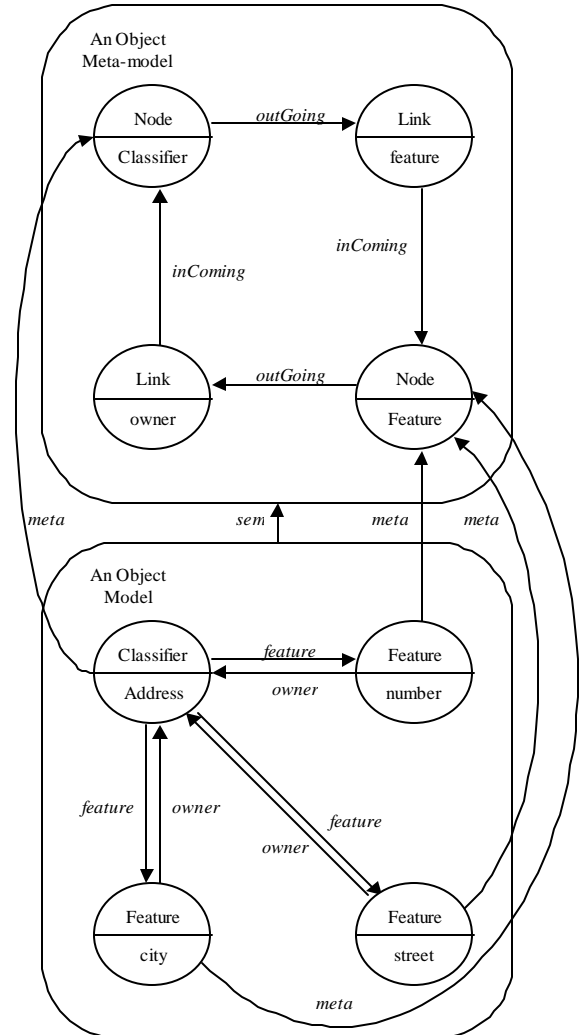 An Object
Meta-model
Node
Classifier
outGoing
Link
feature
inComing
inComing
Link
owner
outGoing
Node
Feature
meta
sem
meta
meta
An Object
Model
Classifier
Address
feature
owner
Feature
number
feature
owner
feature
owner
Feature
city
Feature
street
meta